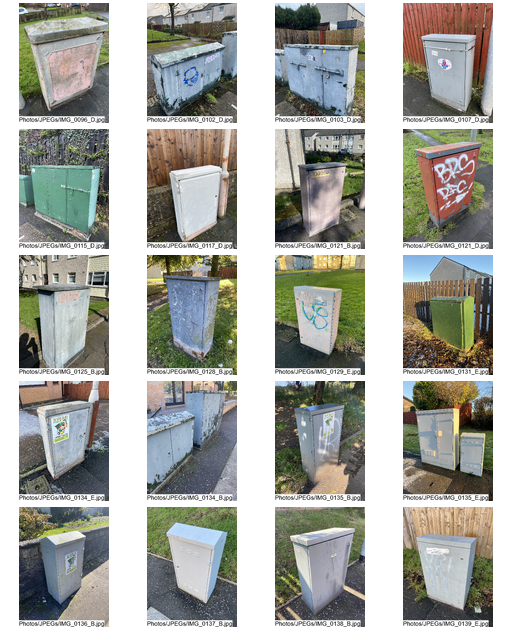 Photos/JPEGs/IMG_0096_D.jpg
Photos/JPEGs/IMG_0102_D.jpg
Photos/JPEGs/IMG_0103_D.jpg
Photos/JPEGs/IMG_0107_D.jpg
Photos/JPEGs/IMG_0115_D.jpg
Photos/JPEGs/IMG_0117_D.jpg
Photos/JPEGs/IMG_0121_B.jpg
Photos/JPEGs/IMG_0121_D.jpg
BRS
Photos/JPEGs/IMG_0125_B.jpg
Photos/JPEGs/IMG_0128_B.jpg
Photos/JPEGs/IMG_0129_E.jpg
Photos/JPEGs/IMG_0131_E.jpg
Photos/JPEGs/IMG_0134_E.jpg
Photos/JPEGs/IMG_0134_B.jpg
Photos/JPEGs/IMG_0135_B.jpg
Photos/JPEGs/IMG_0135_E.jpg
Photos/JPEGs/IMG_0136_B.jpg
Photos/JPEGs/IMG_0137_B.jpg
Photos/JPEGs/IMG_0138_B.jpg
Photos/JPEGs/IMG_0139_E.jpg